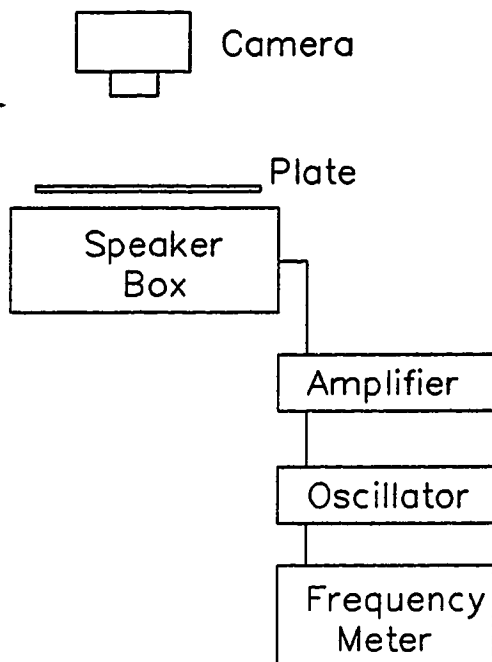 Camera
Plate
Speaker
Box
Amplifier
Oscillator
Frequency
Meter